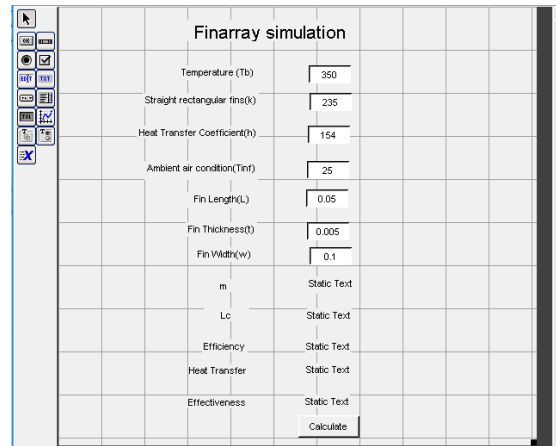 Finarray simulation
Temperature (Tb) 350
Straight rectangular fins(k) 235
Heat Transfer Coefficient(h) 154
Ambient air condition(Tinf) 25
Fin Length(L) 0.05
Fin Thickness(t) 0.005
Fin Width(w) 0.1
m Static Text
Lc Static Text
Efficiency Static Text
Heat Transfer Static Text
Effectiveness Static Text
Calculate